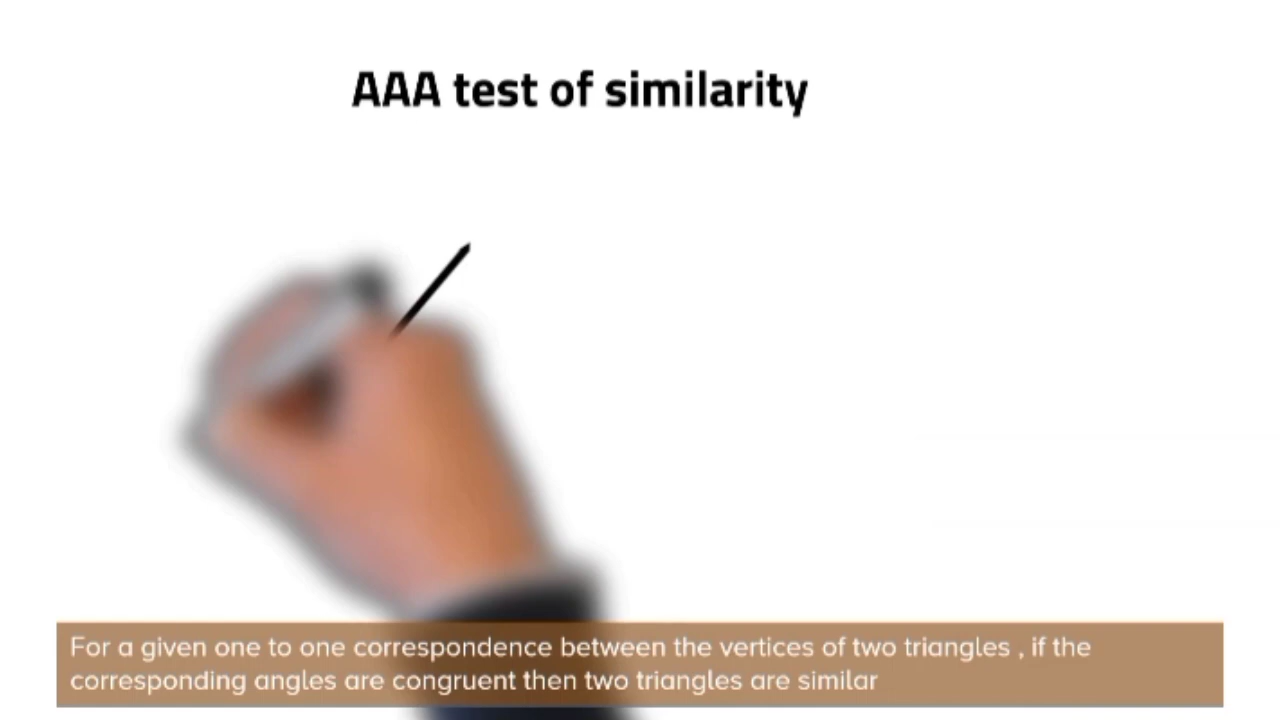 AAA test of similarity
For a given one to one correspondence between the vertices of two triangles , if the
corresponding angles are congruent then two triangles are similar